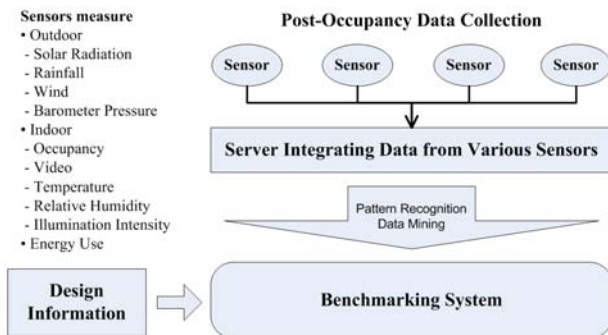 Sensors measure
• Outdoor
- Solar Radiation
- Rainfall
- Wind
- Barometer Pressure
• Indoor
- Occupancy
- Video
- Temperature
- Relative Humidity
- Illumination Intensity
• Energy Use
Post-Occupancy Data Collection
Sensor Sensor Sensor Sensor
Server Integrating Data from Various Sensors
Pattern Recognition
Data Mining
Design
Information
Benchmarking System